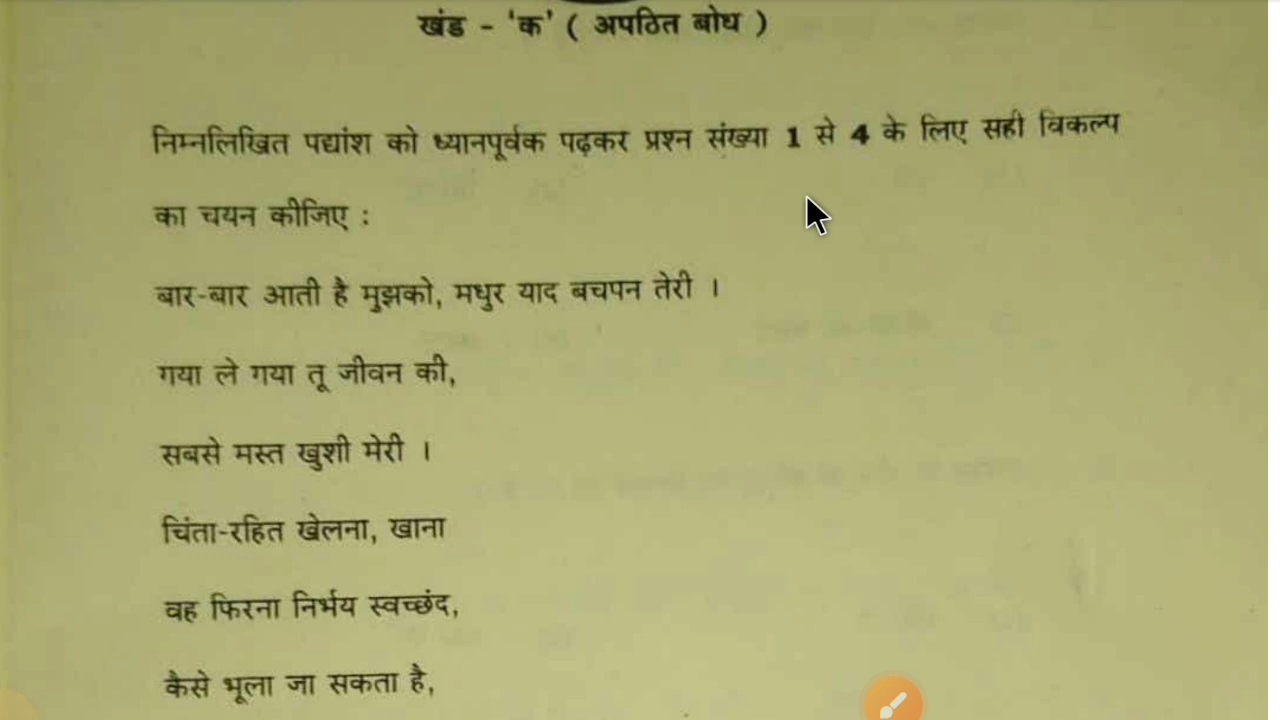 खंड - 'क' ( अपठित बोध )
निम्नलिखित पद्यांश को ध्यानपूर्वक पढ़कर प्रश्न संख्या 1 से 4 के लिए सही विकल्प
का चयन कीजिए :
बार-बार आती है मुझको, मधुर याद बचपन तेरी ।
गया ले गया तू जीवन की,
सबसे मस्त खुशी मेरी ।
चिंता-रहित खेलना, खाना
वह फिरना निर्भय स्वच्छंद,
कैसे भूला जा सकता है,